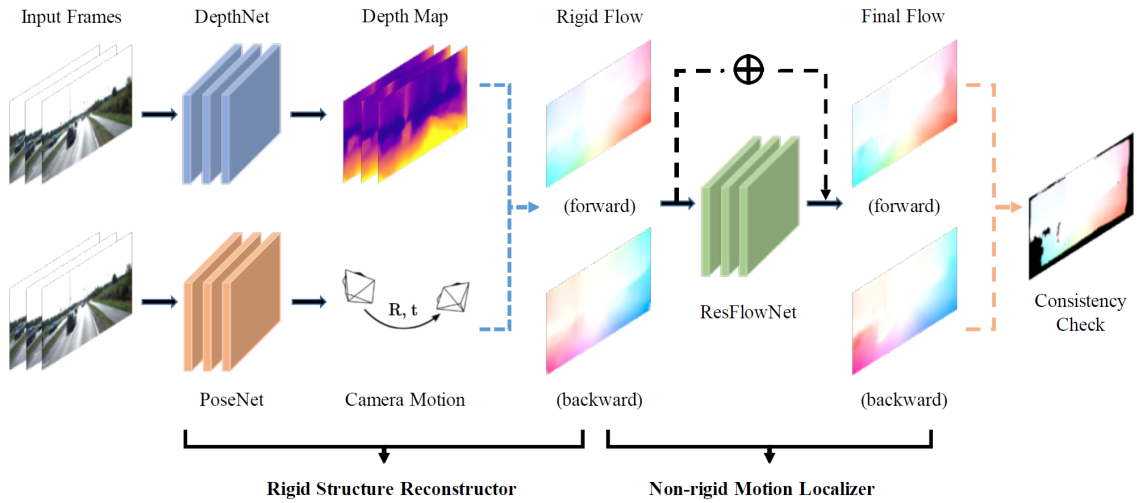 Input Frames
DepthNet
Depth Map
Rigid Flow
Final Flow
(forward)
(forward)
R, t
ResFlowNet
Consistency
Check
PoseNet
Camera Motion
(backward)
(backward)
Rigid Structure Reconstructor
Non-rigid Motion Localizer